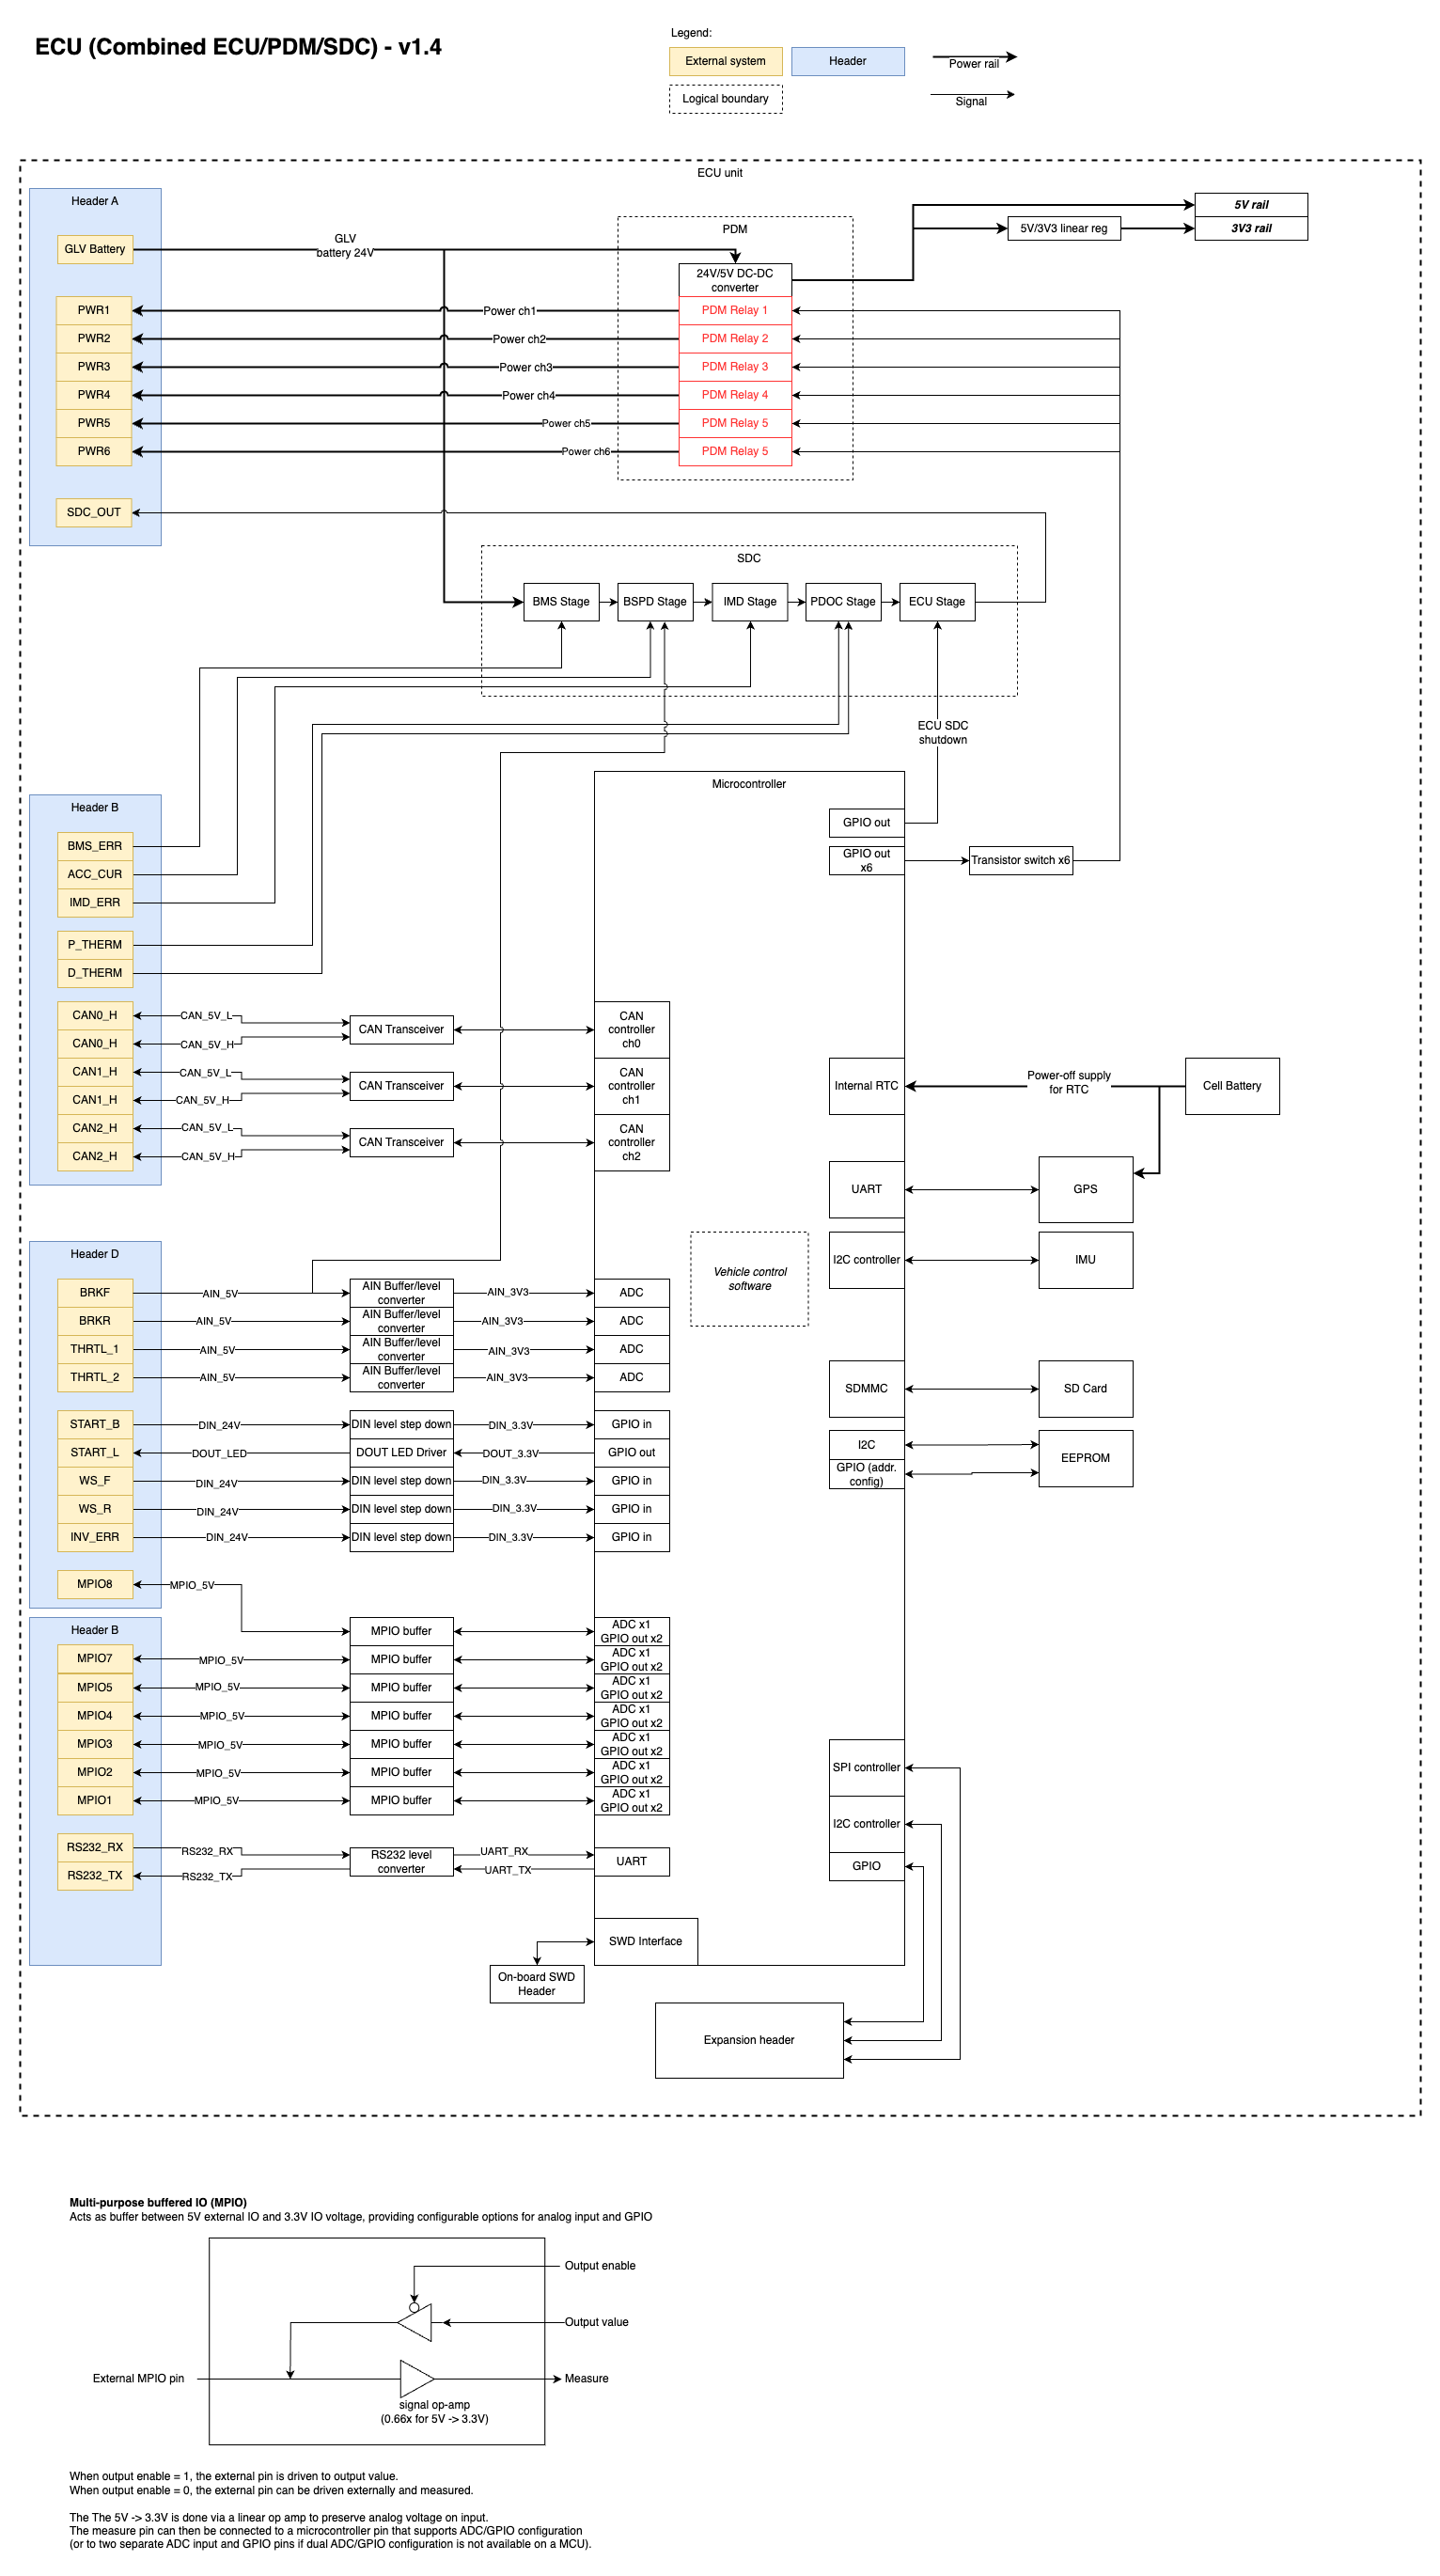 ECU (Combined ECU/PDM/SDC) - v1.4
Legend:
External system
Header
Power rail
Logical boundary
Signal
ECU unit
Header A
GLV Battery
GLV
battery 24V
PDM
24V/5V DC-DC
converter
5V/3V3 linear reg
5V rail
3V3 rail
PWR1
Power ch1
PDM Relay 1
PWR2
Power ch2
PDM Relay 2
PWR3
Power ch3
PDM Relay 3
PWR4
Power ch4
PDM Relay 4
PWR5
Power ch5
PDM Relay 5
PWR6
Power ch6
PDM Relay 5
SDC_OUT
SDC
BMS Stage
BSPD Stage
IMD Stage
PDOC Stage
ECU Stage
ECU SDC
shutdown
Microcontroller
GPIO out
GPIO out
x6
Transistor switch x6
Header B
BMS_ERR
ACC_CUR
IMD_ERR
P_THERM
D_THERM
CAN0_H
CAN_5V_L
CAN0_H
CAN_5V_H
CAN Transceiver
CAN
controller
ch0
CAN1_H
CAN_5V_L
CAN1_H
CAN_5V_H
CAN Transceiver
CAN
controller
ch1
CAN2_H
CAN_5V_L
CAN2_H
CAN_5V_H
CAN Transceiver
CAN
controller
ch2
Internal RTC
Power-off supply
for RTC
Cell Battery
UART
GPS
I2C controller
IMU
Vehicle control
software
SDMMC
SD Card
I2C
GPIO (addr.
config)
EEPROM
Header D
BRKF
AIN_5V
AIN Buffer/level
converter
AIN_3V3
ADC
BRKR
AIN_5V
AIN Buffer/level
converter
AIN_3V3
ADC
THRTL_1
AIN_5V
AIN Buffer/level
converter
AIN_3V3
ADC
THRTL_2
AIN_5V
AIN Buffer/level
converter
AIN_3V3
ADC
START_B
DIN_24V
DIN level step down
DIN_3.3V
GPIO in
START_L
DOUT_LED
DOUT LED Driver
DOUT_3.3V
GPIO out
WS_F
DIN_24V
DIN level step down
DIN_3.3V
GPIO in
WS_R
DIN_24V
DIN level step down
DIN_3.3V
GPIO in
INV_ERR
DIN_24V
DIN level step down
DIN_3.3V
GPIO in
MPIO8
MPIO_5V
MPIO buffer
ADC x1
GPIO out x2
Header B
MPIO7
MPIO_5V
MPIO buffer
ADC x1
GPIO out x2
MPIO5
MPIO_5V
MPIO buffer
ADC x1
GPIO out x2
MPIO4
MPIO_5V
MPIO buffer
ADC x1
GPIO out x2
MPIO3
MPIO_5V
MPIO buffer
ADC x1
GPIO out x2
MPIO2
MPIO_5V
MPIO buffer
ADC x1
GPIO out x2
MPIO1
MPIO_5V
MPIO buffer
ADC x1
GPIO out x2
RS232_RX
RS232_RX
RS232_TX
RS232_TX
RS232 level
converter
UART_RX
UART_TX
UART
SPI controller
I2C controller
GPIO
SWD Interface
On-board SWD
Header
Expansion header
Multi-purpose buffered IO (MPIO)
Acts as buffer between 5V external IO and 3.3V IO voltage, providing configurable options for analog input and GPIO
Output enable
Output value
External MPIO pin
Measure
signal op-amp
(0.66x for 5V -> 3.3V)
When output enable = 1, the external pin is driven to output value.
When output enable = 0, the external pin can be driven externally and measured.
The The 5V -> 3.3V is done via a linear op amp to preserve analog voltage on input.
The measure pin can then be connected to a microcontroller pin that supports ADC/GPIO configuration
(or to two separate ADC input and GPIO pins if dual ADC/GPIO configuration is not available on a MCU).